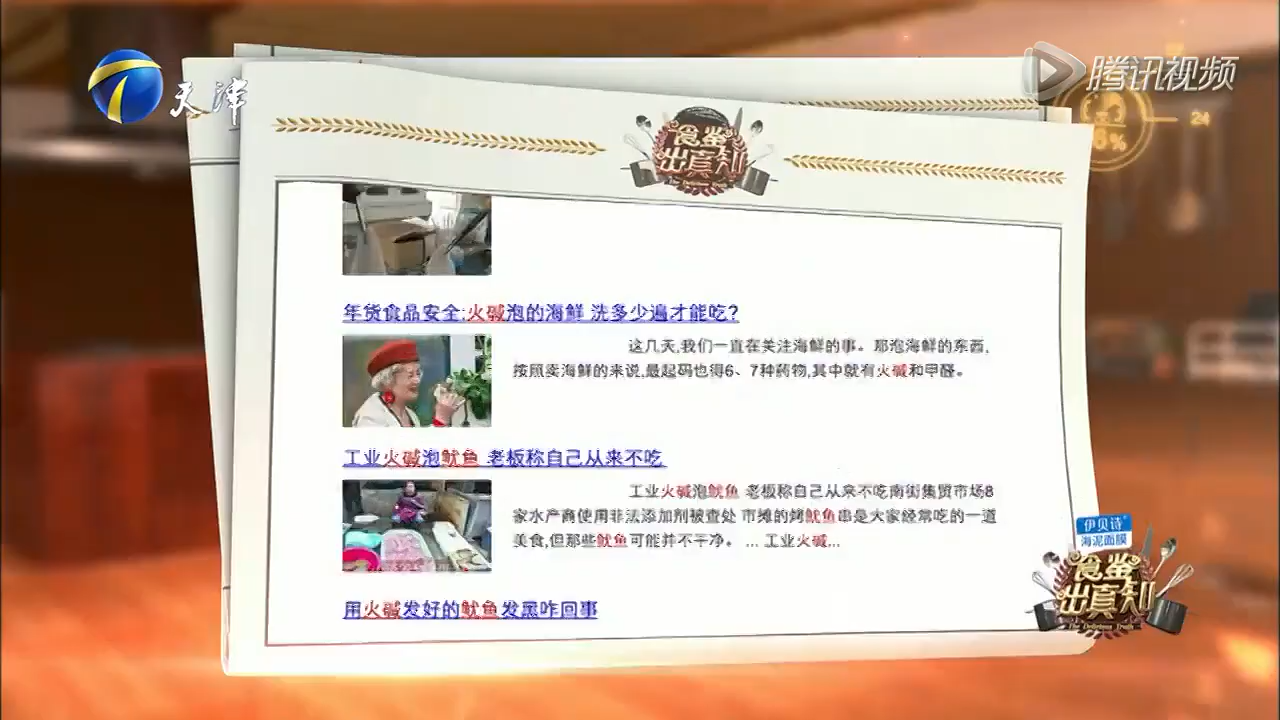 天津
腾讯视频
食鉴出真知
24
6%
年货食品安全:火碱泡的海鲜 洗多少遍才能吃?
这几天,我们一直在关注海鲜的事。那泡海鲜的东西,
按照卖海鲜的来说,最起码也得6、7种药物,其中就有火碱和甲醛。
工业火碱泡鱿鱼 老板称自己从来不吃
工业火碱泡鱿鱼 老板称自己从来不吃南街集贸市场8
家水产商使用非法添加剂被查处 市摊的烤鱿鱼串是大家经常吃的一道
美食,但那些鱿鱼可能并不干净。 ... 工业火碱...
用火碱发好的鱿鱼发黑咋回事
伊贝诗
海泥面膜
食鉴
出真知
The Delicious Truth